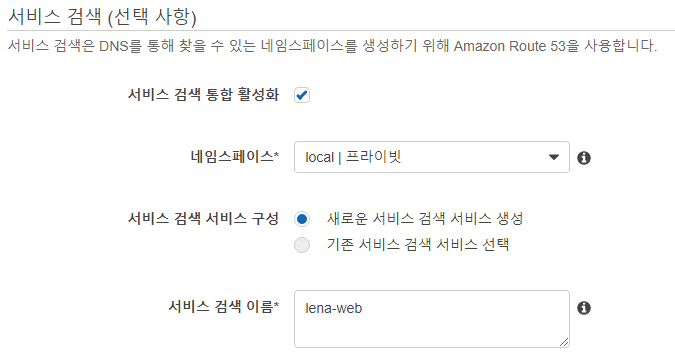 서비스 검색 (선택 사항)
서비스 검색은 DNS를 통해 찾을 수 있는 네임스페이스를 생성하기 위해 Amazon Route 53을 사용합니다.
서비스 검색 통합 활성화
네임스페이스* local | 프라이빗
서비스 검색 서비스 구성 새로운 서비스 검색 서비스 생성
기존 서비스 검색 서비스 선택
서비스 검색 이름* lena-web